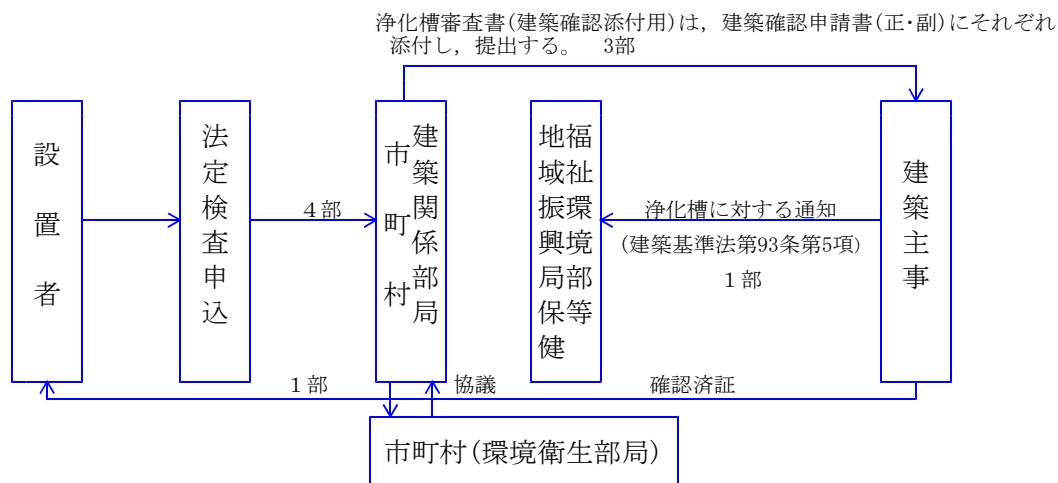 浄化槽審査書(建築確認添付用)は，建築確認申請書(正･副)にそれぞれ
添付し，提出する。　3部
設置者
法定検査申込
建築関係部局
市町村
福祉環境部等
地域振興局保健
建築主事
４部
浄化槽に対する通知
(建築基準法第93条第5項)
１部
１部
協議
確認済証
市町村(環境衛生部局)